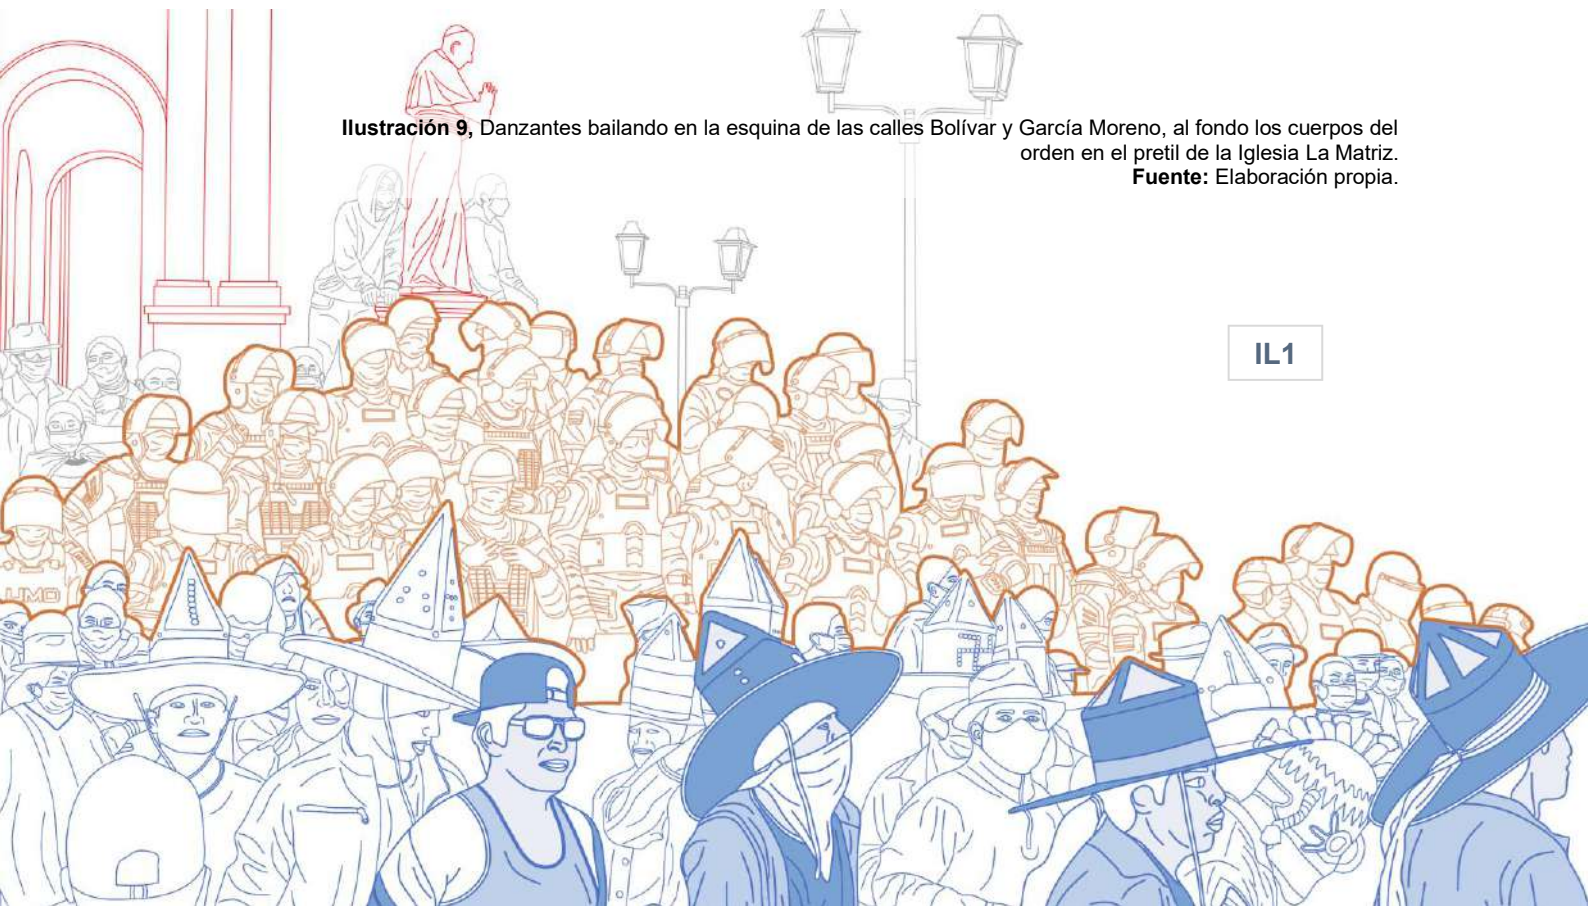 Ilustración 9, Danzantes bailando en la esquina de las calles Bolívar y García Moreno, al fondo los cuerpos del
orden en el pretil de la Iglesia La Matriz.
Fuente: Elaboración propia.
IL1
UMO